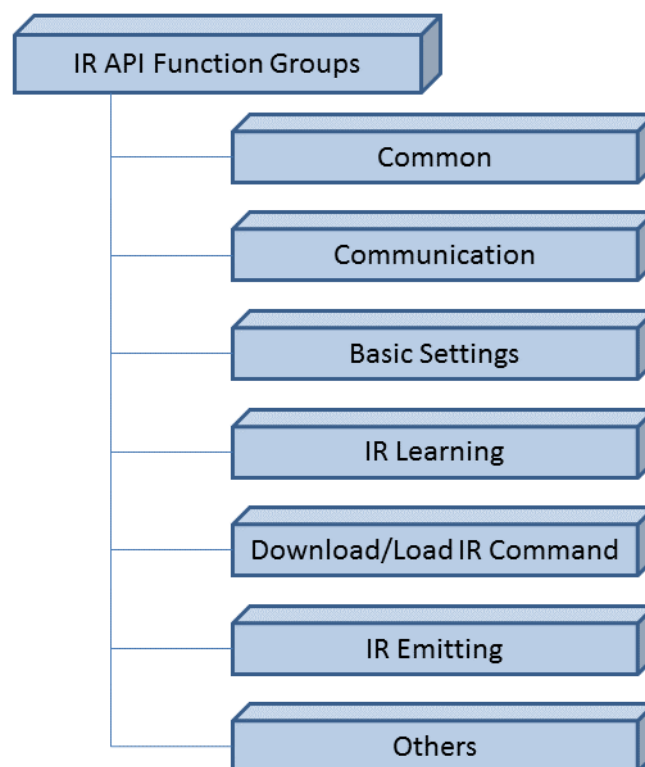 IR API Function Groups
Common
Communication
Basic Settings
IR Learning
Download/Load IR Command
IR Emitting
Others